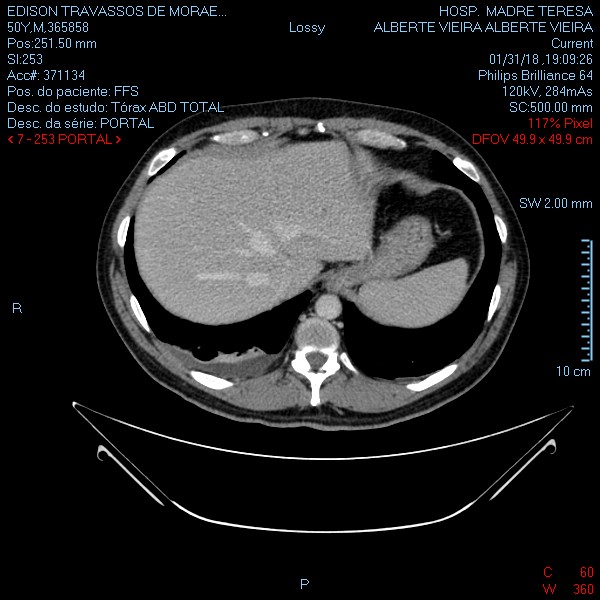 EDISON TRAVASSOS DE MORAE...
50Y,M,365858
Pos:251.50 mm
Sl:253
Acc#: 371134
Pos. do paciente: FFS
Desc. do estudo: Tórax ABD TOTAL
Desc. da série: PORTAL
< 7 - 253 PORTAL >
Lossy
HOSP. MADRE TERESA
ALBERTE VIEIRA ALBERTE VIEIRA
Current
01/31/18 ,19:09:26
Philips Brilliance 64
120kV, 284mAs
SC:500.00 mm
117% Pixel
DFOV 49.9 x 49.9 cm
SW 2.00 mm
R
10 cm
P
C 60
W 360